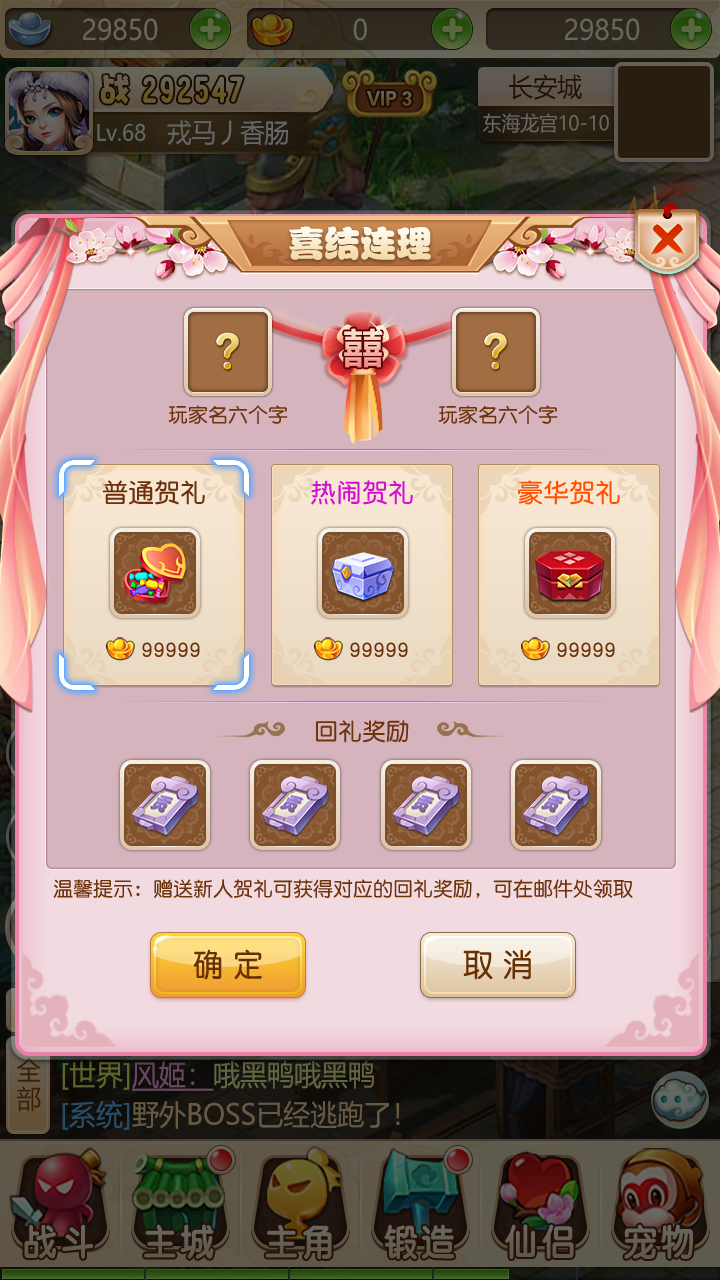 29850
0
29850
战 292547
VIP 3
长安城
Lv.68 戎马丿香肠
东海龙宫10-10
喜结连理
?
囍
?
玩家名六个字
玩家名六个字
普通贺礼
热闹贺礼
豪华贺礼
99999
99999
99999
回礼奖励
温馨提示：赠送新人贺礼可获得对应的回礼奖励，可在邮件处领取
确定
取消
全部
[世界]风姬：哦黑鸭哦黑鸭
[系统]野外BOSS已经逃跑了！
战斗
主城
主角
锻造
仙侣
宠物